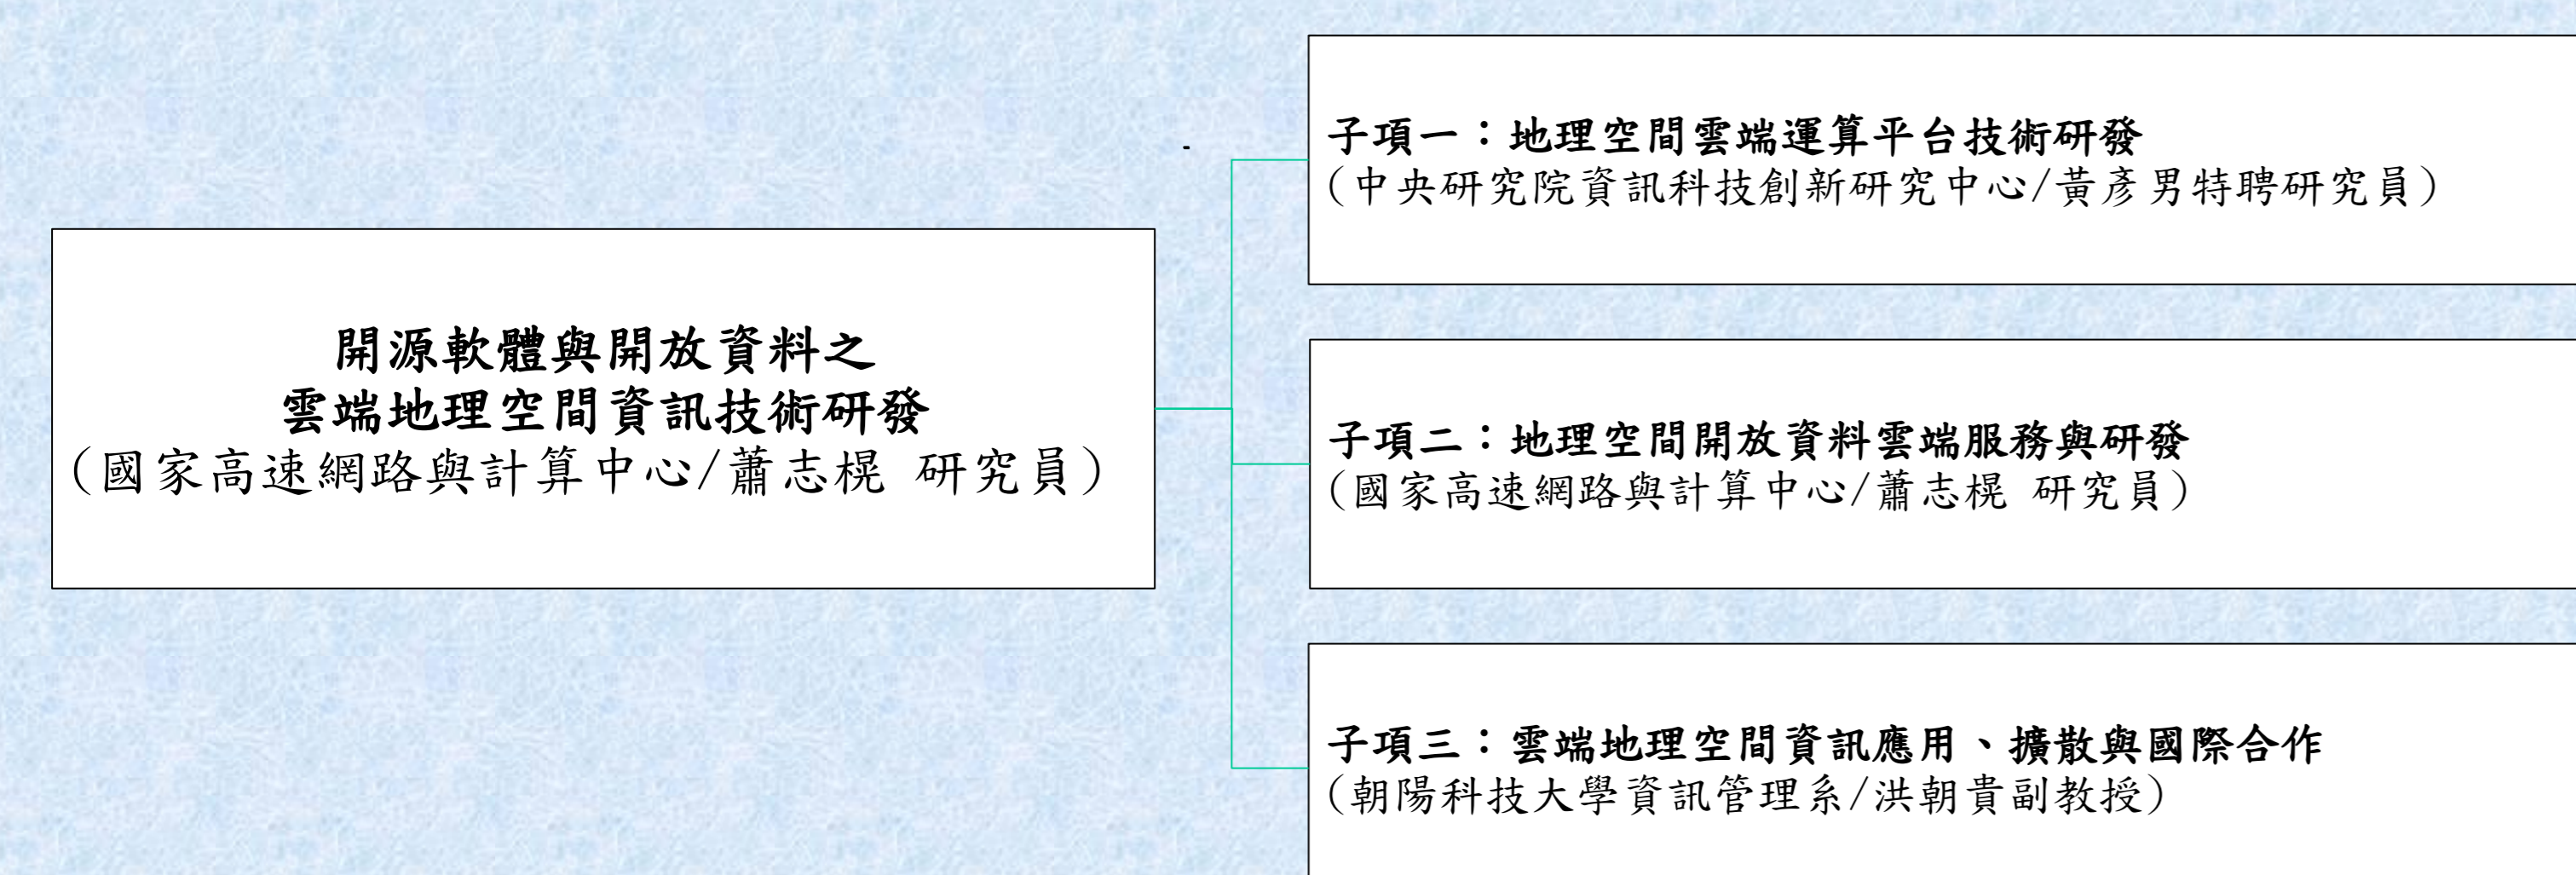 開源軟體與開放資料之
雲端地理空間資訊技術研發
(國家高速網路與計算中心/蕭志榥 研究員)
子項一：地理空間雲端運算平台技術研發
(中央研究院資訊科技創新研究中心/黃彥男特聘研究員)
子項二：地理空間開放資料雲端服務與研發
(國家高速網路與計算中心/蕭志榥 研究員)
子項三：雲端地理空間資訊應用、擴散與國際合作
(朝陽科技大學資訊管理系/洪朝貴副教授)